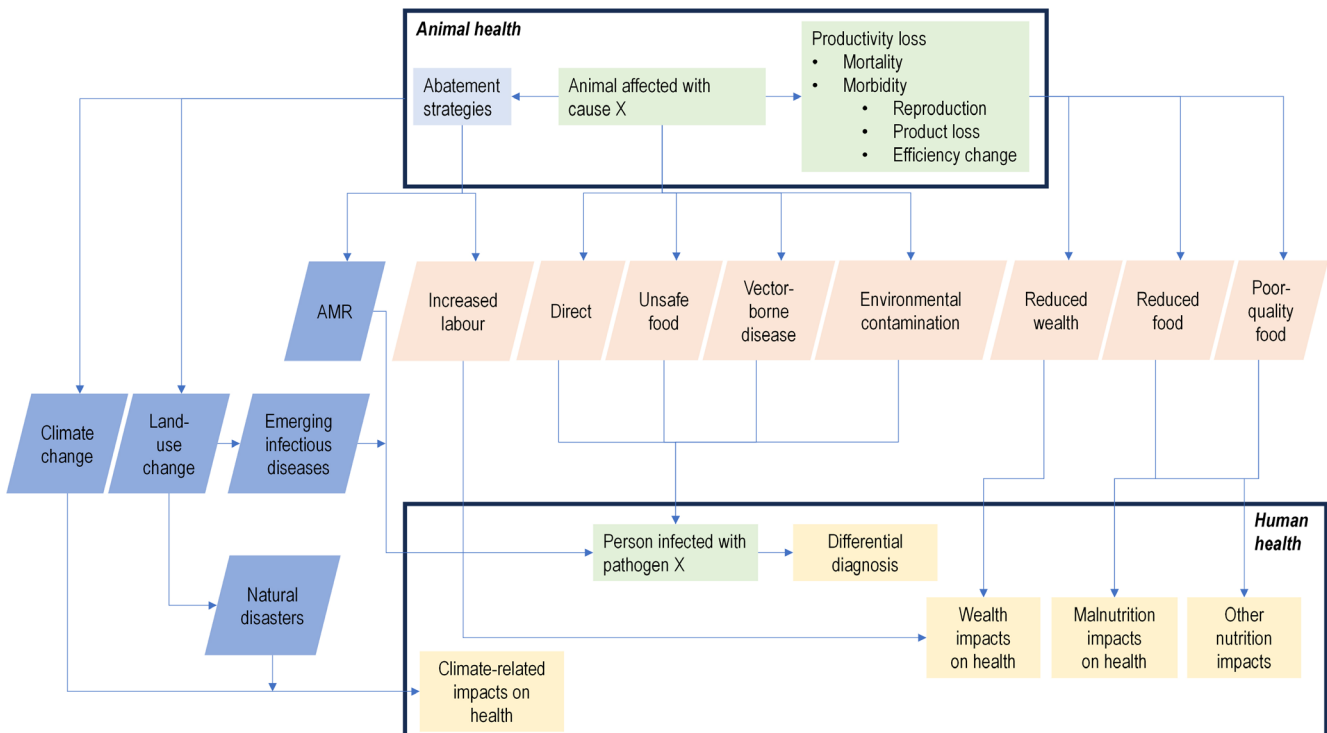 Animal health
Productivity loss
• Mortality
• Morbidity
• Reproduction
• Product loss
• Efficiency change
Abatement
strategies
Animal affected with
cause X
AMR
Increased
labour
Direct
Unsafe
food
Vector-
borne
disease
Environmental
contamination
Reduced
wealth
Reduced
food
Poor-
quality
food
Climate
change
Land-
use
change
Emerging
infectious
diseases
Human
health
Person infected with
pathogen X
Differential
diagnosis
Natural
disasters
Wealth
impacts
on health
Malnutrition
impacts
on health
Other
nutrition
impacts
Climate-related
impacts on
health